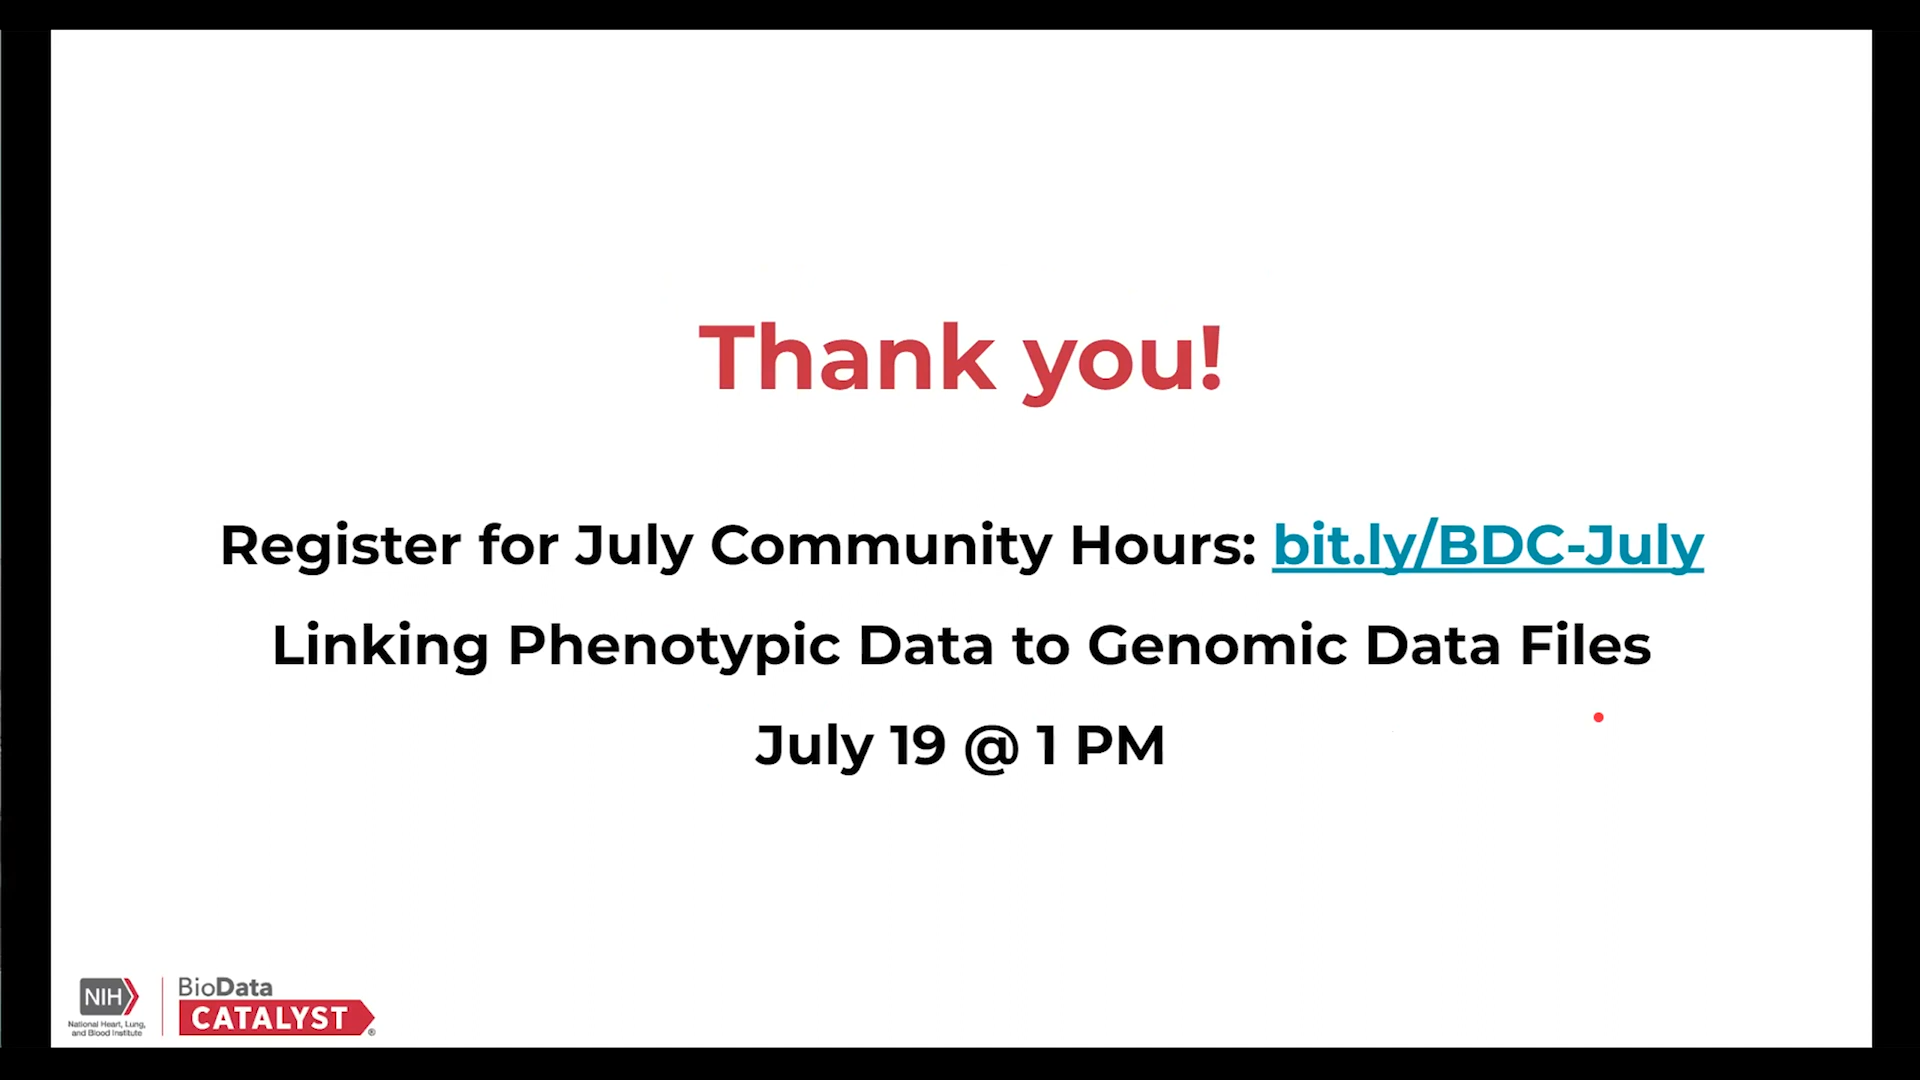 Thank you!
Register for July Community Hours: bit.ly/BDC-July
Linking Phenotypic Data to Genomic Data Files
July 19 @ 1 PM
NIH
National Heart, Lung,
and Blood Institute
BioData
CATALYST®